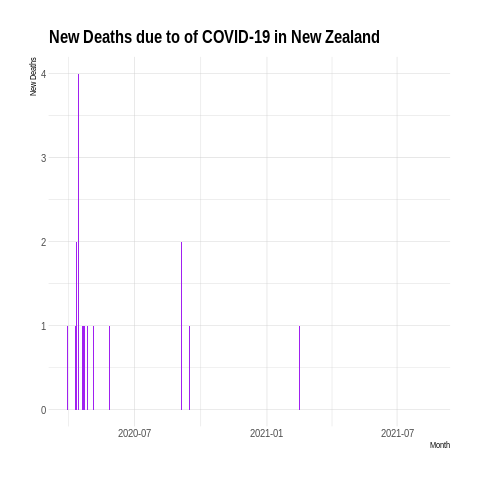 New Deaths due to of COVID-19 in New Zealand
New Deaths
4
3
2
1
0
2020-07
2021-01
2021-07
Month